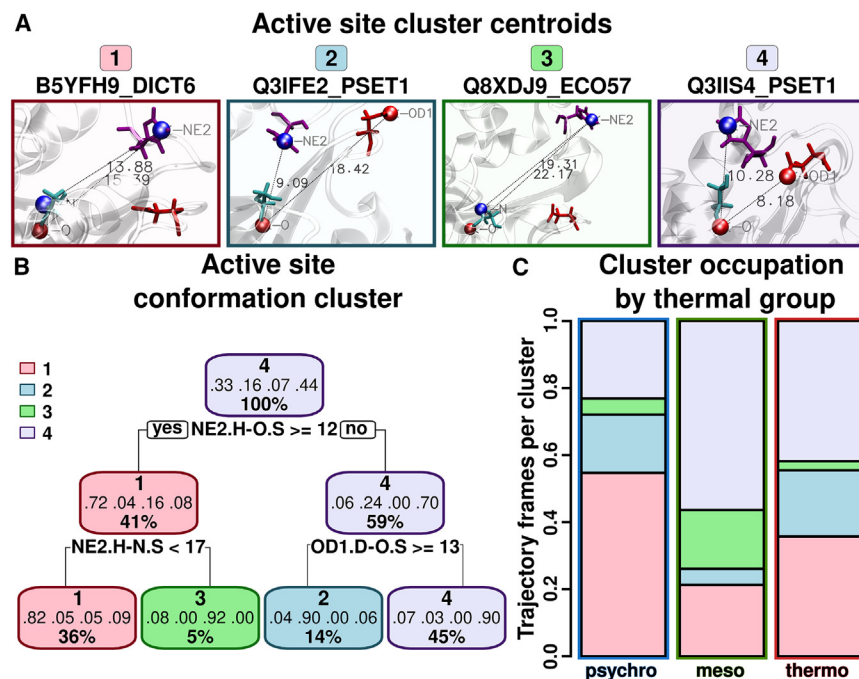 A
Active site cluster centroids
1
2
3
4
B5YFH9_DICT6
Q3IFE2_PSET1
Q8XDJ9_ECO57
Q3IIS4_PSET1
NE2
13.88
N
O
NE2
OD1
9.09
18.42
O
NE2
19.31
22.17
N
O
NE2
OD1
10.28
8.18
O
B
Active site
conformation cluster
1
2
3
4
4
.33 .16 .07 .44
100%
yes NE2.H-O.S >= 12 no
1
.72 .04 .16 .08
41%
4
.06 .24 .00 .70
59%
NE2.H-N.S < 17
OD1.D-O.S >= 13
1
.82 .05 .05 .09
36%
3
.08 .00 .92 .00
5%
2
.04 .90 .00 .06
14%
4
.07 .03 .00 .90
45%
C
Cluster occupation
by thermal group
Trajectory frames per cluster
1.0
0.8
0.6
0.4
0.2
0.0
psychro
meso
thermo